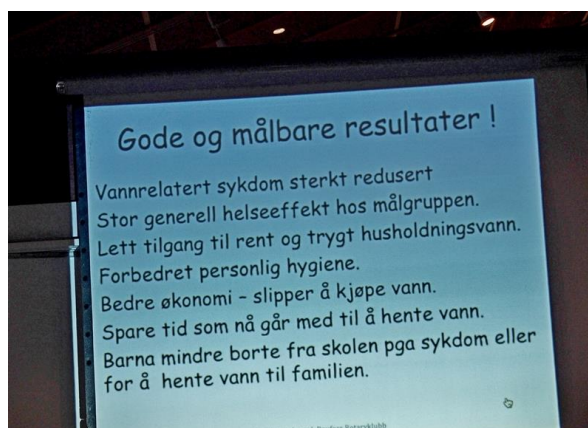 Gode og målbare resultater !
Vannrelatert sykdom sterkt redusert
Stor generell helseeffekt hos målgruppen.
Lett tilgang til rent og trygt husholdningsvann.
Forbedret personlig hygiene.
Bedre økonomi – slipper å kjøpe vann.
Spare tid som nå går med til å hente vann.
Barna mindre borte fra skolen pga sykdom eller
for å hente vann til familien.